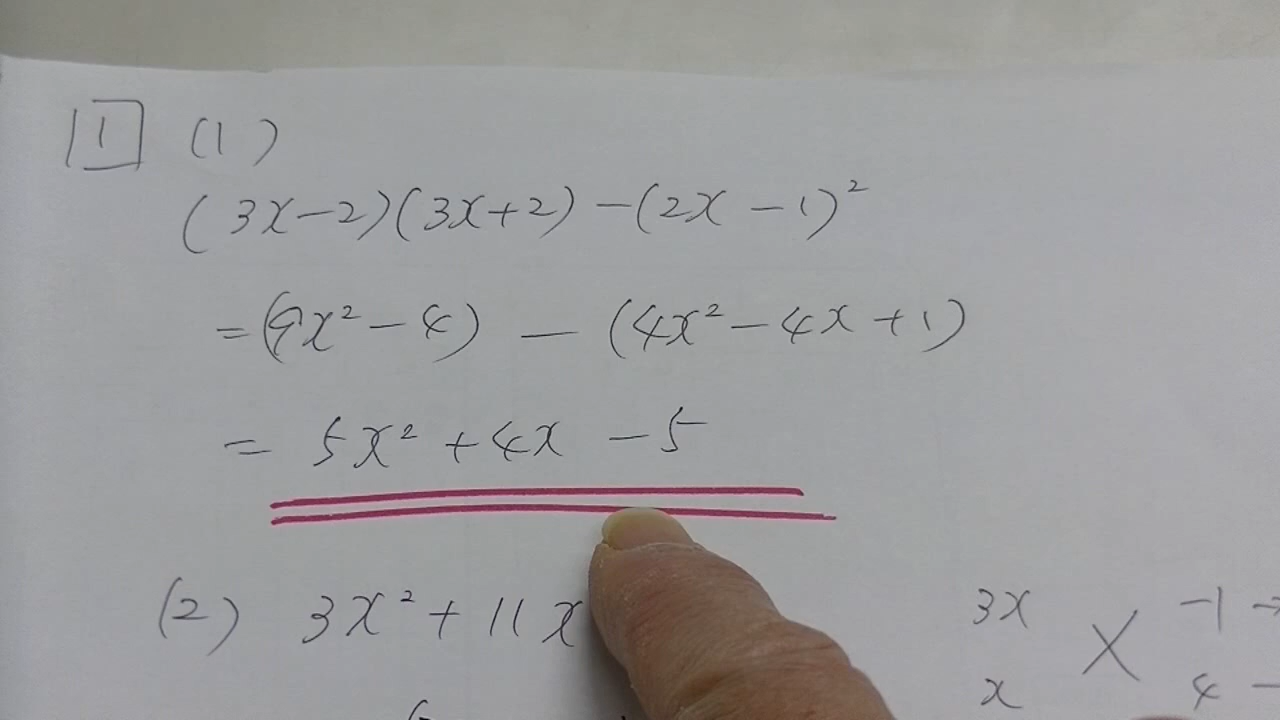 1 (1)
(3x-2)(3x+2) - (2x-1)²
= (9x²-4) - (4x²-4x+1)
= 5x²+4x-5
(2) 3x²+11x
3x -1 →
x 4